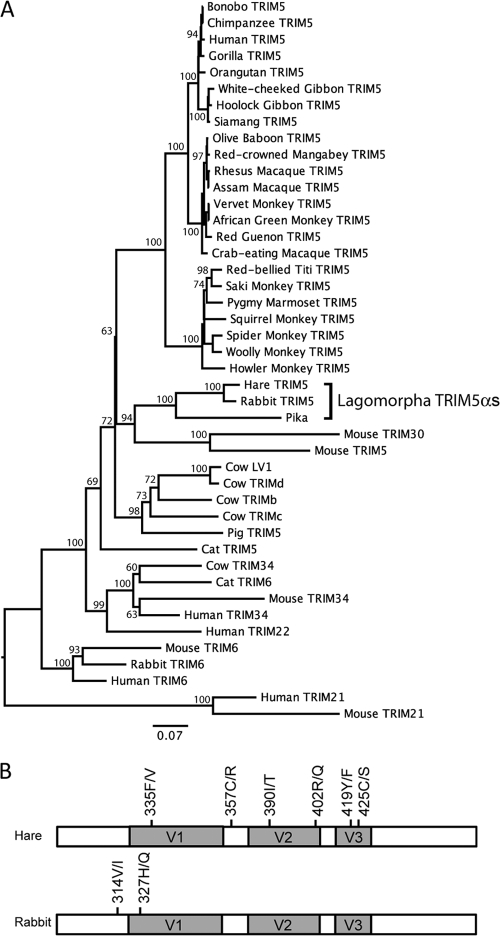 A
Bonobo TRIM5
Chimpanzee TRIM5
94
Human TRIM5
Gorilla TRIM5
100
Orangutan TRIM5
White-cheeked Gibbon TRIM5
Hoolock Gibbon TRIM5
100
Siamang TRIM5
Olive Baboon TRIM5
100
97
Red-crowned Mangabey TRIM5
Rhesus Macaque TRIM5
Assam Macaque TRIM5
Vervet Monkey TRIM5
100
African Green Monkey TRIM5
Red Guenon TRIM5
100
Crab-eating Macaque TRIM5
98
Red-bellied Titi TRIM5
74
Saki Monkey TRIM5
Pygmy Marmoset TRIM5
Squirrel Monkey TRIM5
63
Spider Monkey TRIM5
100
Woolly Monkey TRIM5
Howler Monkey TRIM5
100
Hare TRIM5
Rabbit TRIM5
Lagomorpha TRIM5αs
100
94
Pika
72
Mouse TRIM30
100
Mouse TRIM5
100
Cow LV1
72
Cow TRIMd
69
73
Cow TRIMb
98
Cow TRIMc
Pig TRIM5
100
Cat TRIM5
60
Cow TRIM34
100
Cat TRIM6
Mouse TRIM34
99
63
Human TRIM34
Human TRIM22
93
Mouse TRIM6
100
Rabbit TRIM6
Human TRIM6
100
Human TRIM21
Mouse TRIM21
0.07
B
335F/V
357C/R
390I/T
402R/Q
419Y/F
425C/S
Hare
V1
V2
V3
314V/I
327H/Q
Rabbit
V1
V2
V3